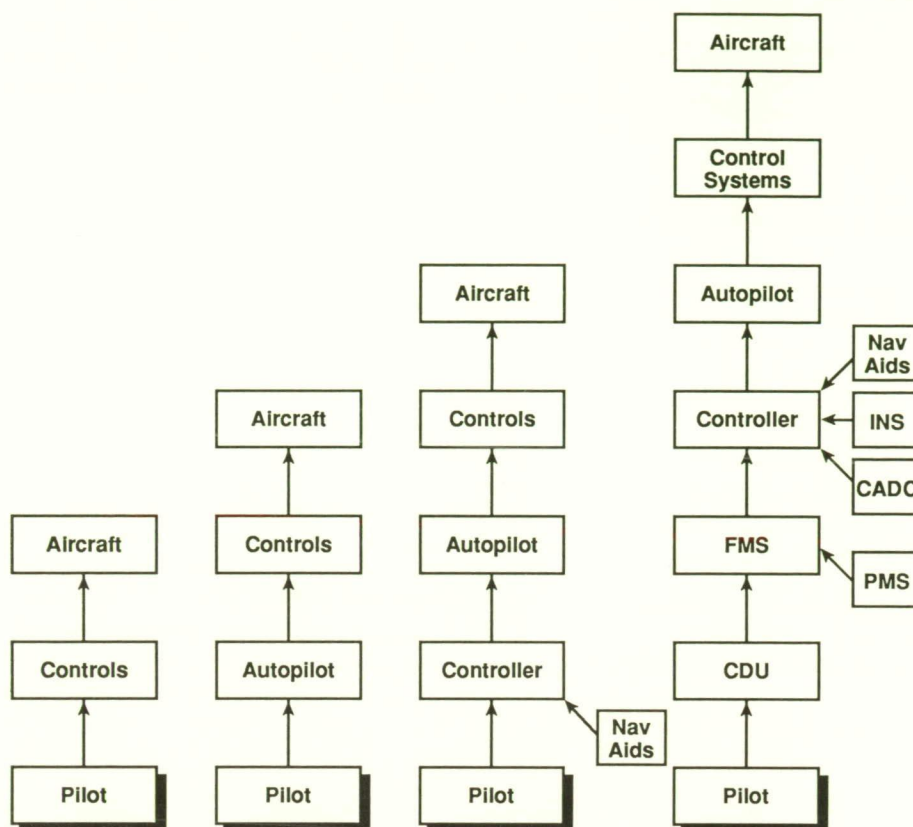 Aircraft
Controls
Pilot
Aircraft
Controls
Autopilot
Pilot
Aircraft
Controls
Autopilot
Controller
Nav
Aids
Pilot
Aircraft
Control
Systems
Autopilot
Nav
Aids
Controller
INS
CADC
FMS
PMS
CDU
Pilot